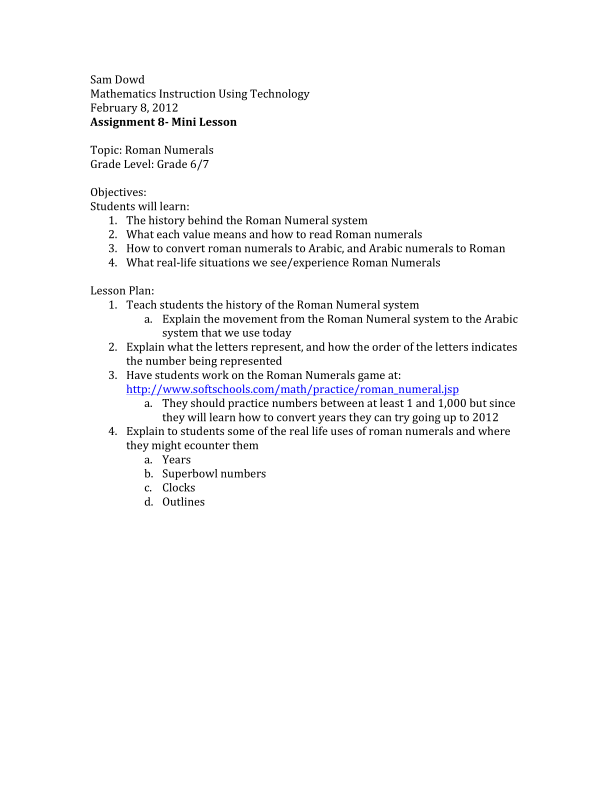 Sam Dowd
Mathematics Instruction Using Technology
February 8, 2012
Assignment 8- Mini Lesson
Topic: Roman Numerals
Grade Level: Grade 6/7
Objectives:
Students will learn:
1. The history behind the Roman Numeral system
2. What each value means and how to read Roman numerals
3. How to convert roman numerals to Arabic, and Arabic numerals to Roman
4. What real-life situations we see/experience Roman Numerals
Lesson Plan:
1. Teach students the history of the Roman Numeral system
a. Explain the movement from the Roman Numeral system to the Arabic
system that we use today
2. Explain what the letters represent, and how the order of the letters indicates
the number being represented
3. Have students work on the Roman Numerals game at:
http://www.softschools.com/math/practice/roman_numeral.jsp
a. They should practice numbers between at least 1 and 1,000 but since
they will learn how to convert years they can try going up to 2012
4. Explain to students some of the real life uses of roman numerals and where
they might ecounter them
a. Years
b. Superbowl numbers
c. Clocks
d. Outlines